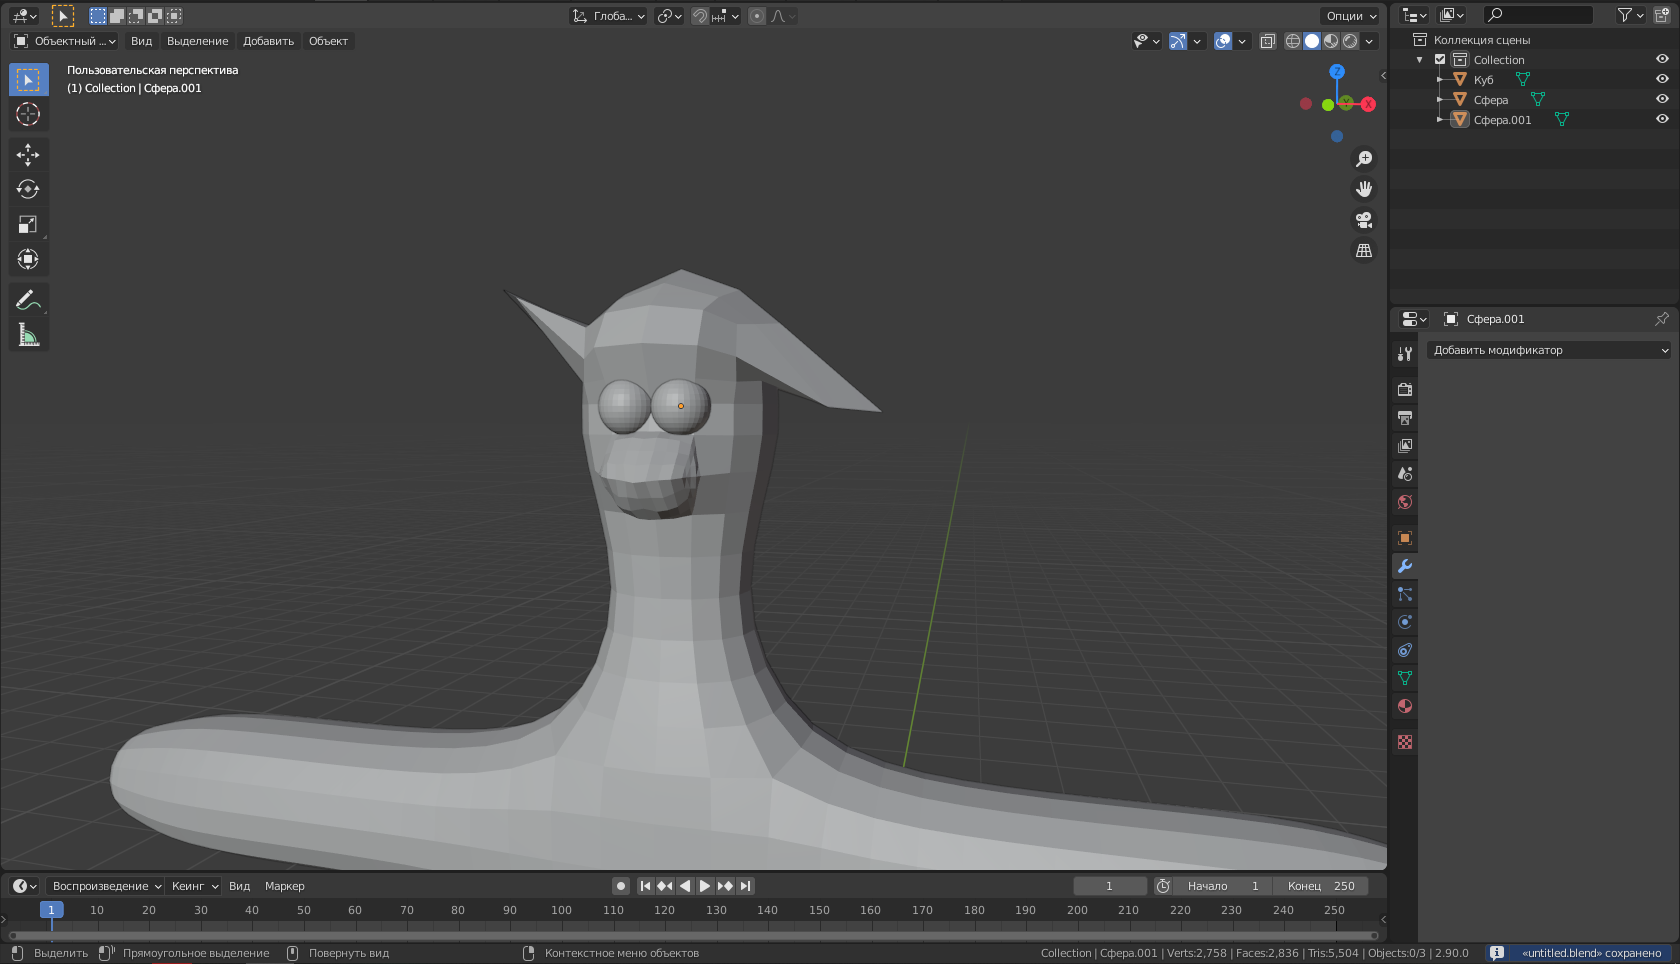 Глоба...
Опции
Объектный ...
Вид
Выделение
Добавить
Объект
Пользовательская перспектива
(1) Collection | Сфера.001
Z
Y
X
Коллекция сцены
Collection
Куб
Сфера
Сфера.001
Сфера.001
Добавить модификатор
Воспроизведение
Кеинг
Вид
Маркер
1
Начало 1
Конец 250
1 10 20 30 40 50 60 70 80 90 100 110 120 130 140 150 160 170 180 190 200 210 220 230 240 250
Выделить
Прямоугольное выделение
Повернуть вид
Контекстное меню объектов
Collection | Сфера.001 | Verts:2,758 | Faces:2,836 | Tris:5,504 | Objects:0/3 | 2.90.0
«untitled.blend» сохранено